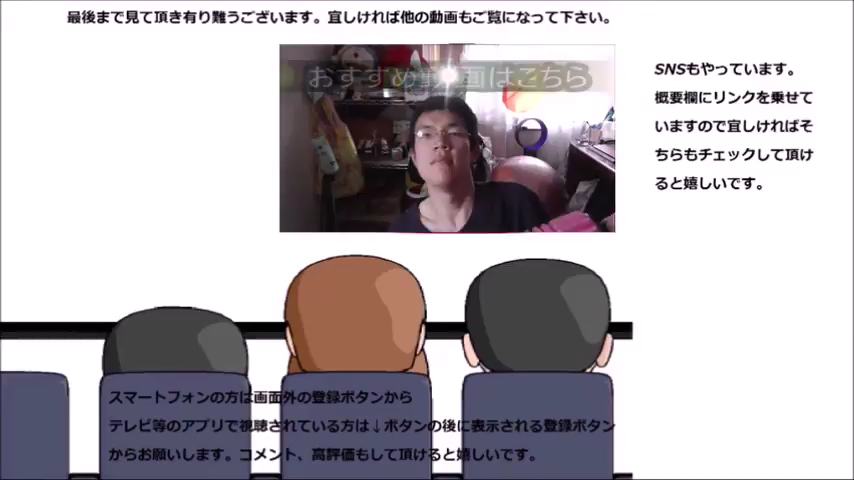 最後まで見て頂き有り難うございます。宜しければ他の動画もご覧になって下さい。
おすすめ動画はこちら
SNSもやっています。
概要欄にリンクを乗せて
いますので宜しければそ
ちらもチェックして頂け
ると嬉しいです。
スマートフォンの方は画面外の登録ボタンから
テレビ等のアプリで視聴されている方は↓ボタンの後に表示される登録ボタン
からお願いします。コメント、高評価もして頂けると嬉しいです。